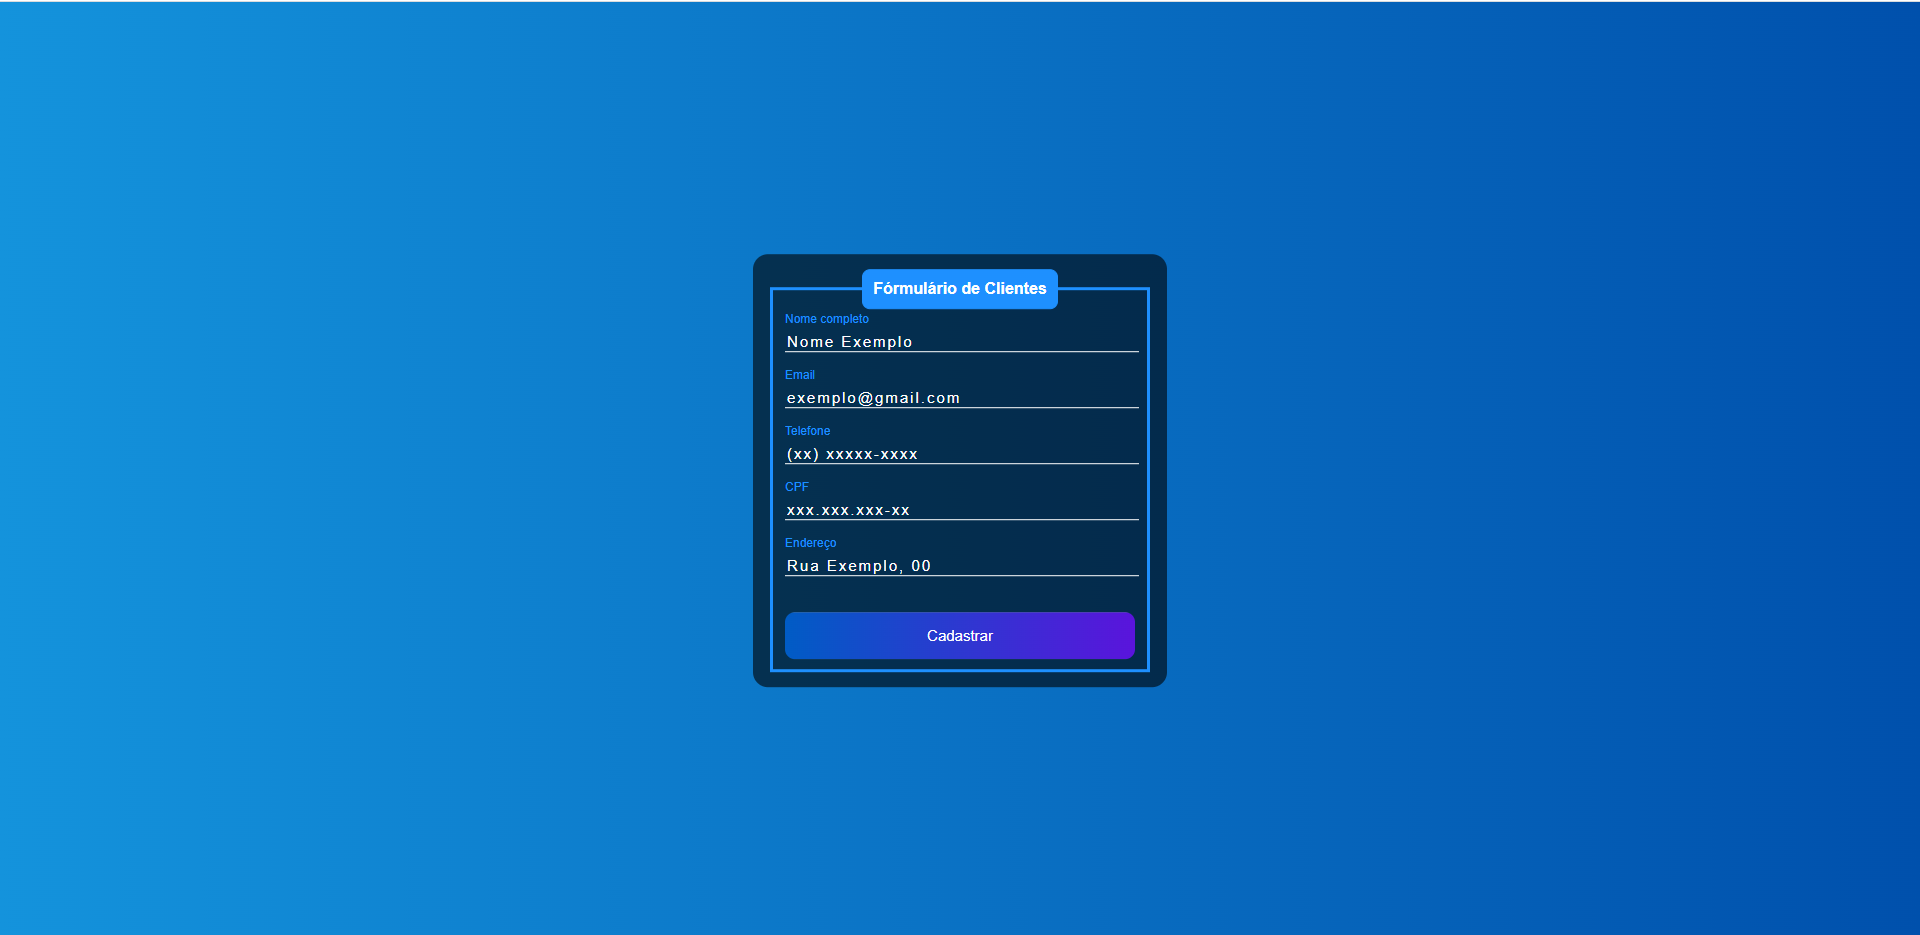 Fórmulário de Clientes
Nome completo
Nome Exemplo
Email
exemplo@gmail.com
Telefone
(xx) xxxxx-xxxx
CPF
xxx.xxx.xxx-xx
Endereço
Rua Exemplo, 00
Cadastrar